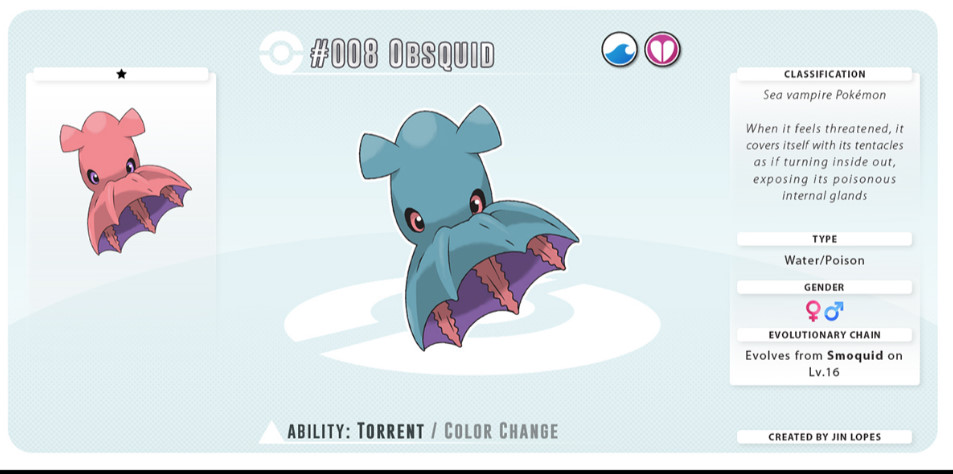 #008 Obsquid
★
CLASSIFICATION
Sea vampire Pokémon
When it feels threatened, it
covers itself with its tentacles
as if turning inside out,
exposing its poisonous
internal glands
TYPE
Water/Poison
GENDER
♀♂
EVOLUTIONARY CHAIN
Evolves from Smoquid on
Lv.16
ABILITY: TORRENT / COLOR CHANGE
CREATED BY JIN LOPES